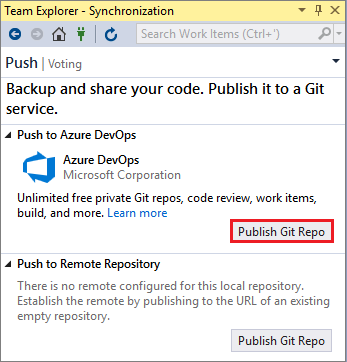 Team Explorer - Synchronization
Search Work Items (Ctrl+')
Push | Voting
Backup and share your code. Publish it to a Git
service.
Push to Azure DevOps
Azure DevOps
Microsoft Corporation
Unlimited free private Git repos, code review, work items,
build, and more. Learn more
Publish Git Repo
Push to Remote Repository
There is no remote configured for this local repository.
Establish the remote by publishing to the URL of an existing
empty repository.
Publish Git Repo